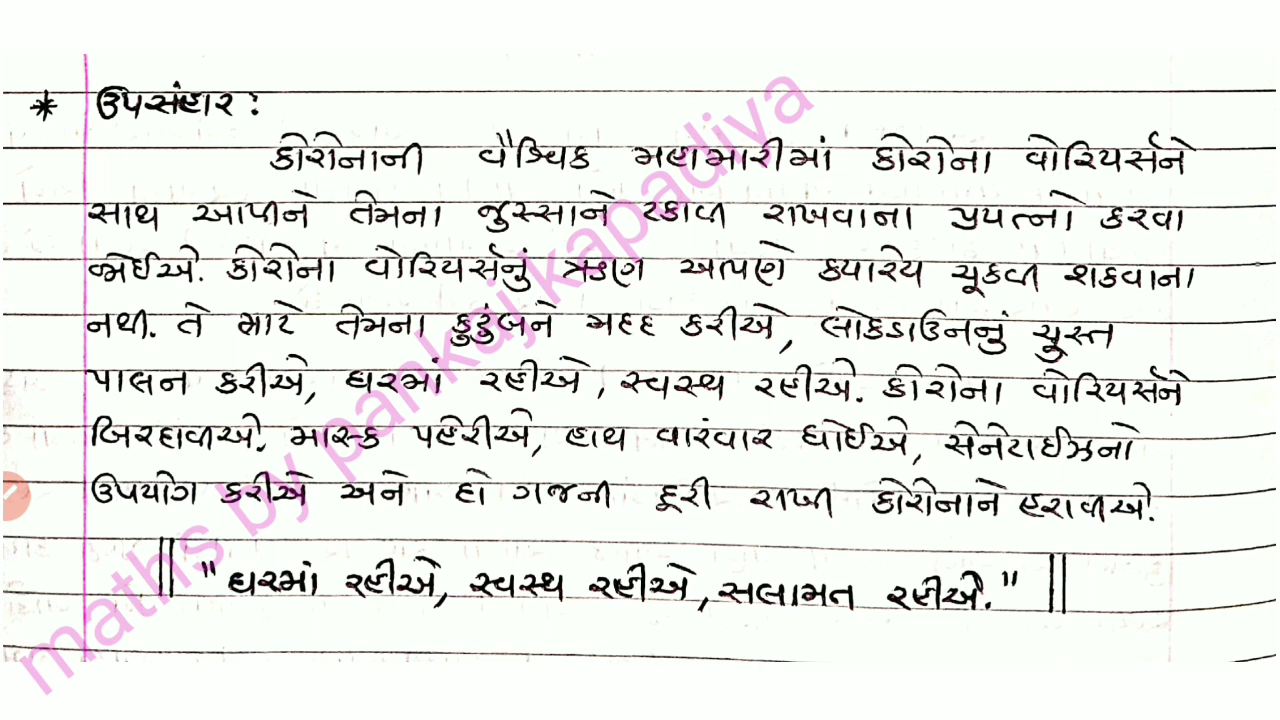 * ઉપસંહાર :
કોરોનાની વૈશ્વિક મહામારીમાં કોરોના વોરિયર્સને
સાથ આપીને તેમના જુસ્સાને ટકાવી રાખવાના પ્રયત્નો કરવા
જોઈએ. કોરોના વોરિયર્સનું ઋણ આપણે ક્યારેય ચૂકવી શકવાના
નથી. તે માટે તેમના કુટુંબને મદદ કરીએ, લોકડાઉનનું ચુસ્ત
પાલન કરીએ, ઘરમાં રહીએ, સ્વસ્થ રહીએ. કોરોના વોરિયર્સને
બિરદાવીએ. માસ્ક પહેરીએ, હાથ વારંવાર ધોઈએ, સેનેટાઈઝનો
ઉપયોગ કરીએ અને દો ગજની દૂરી રાખી કોરોનાને હરાવીએ.
|| "ઘરમાં રહીએ, સ્વસ્થ રહીએ, સલામત રહીએ." ||
maths by pankaj kapadiya